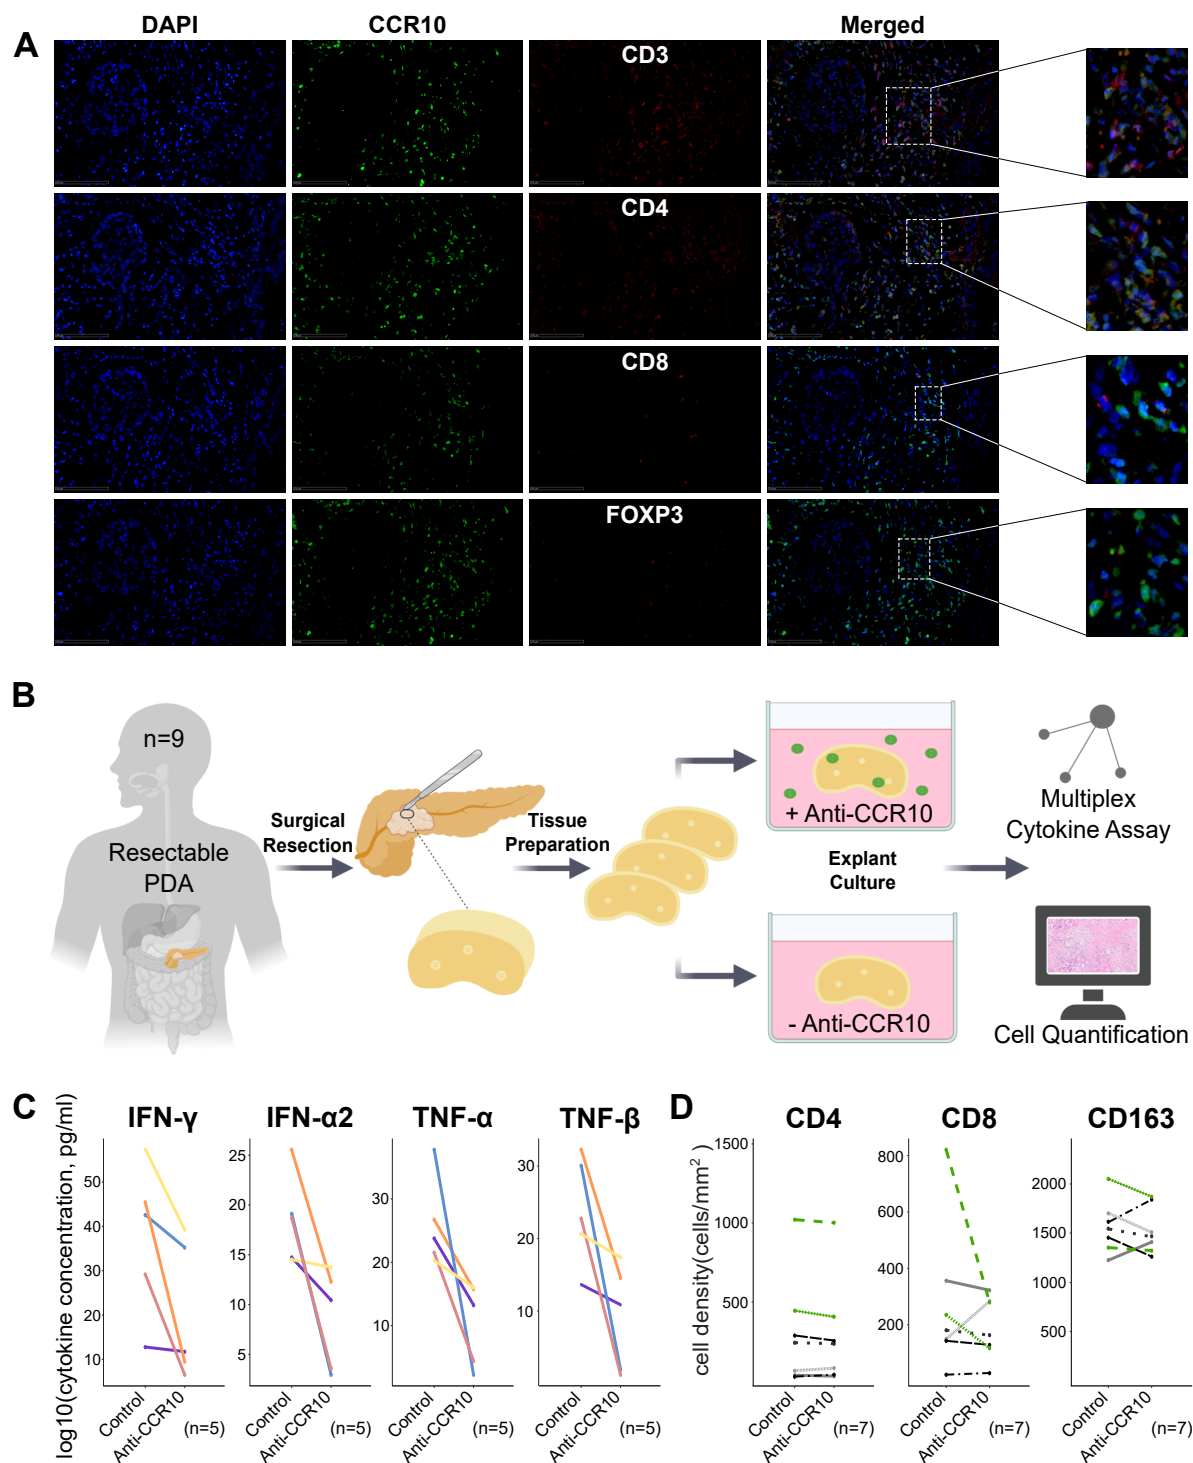 A
DAPI
CCR10
Merged
CD3
CD4
CD8
FOXP3
B
n=9
Resectable
PDA
Surgical
Resection
Tissue
Preparation
+ Anti-CCR10
Explant
Culture
- Anti-CCR10
Multiplex
Cytokine Assay
Cell Quantification
C
log10(cytokine concentration, pg/ml)
IFN-γ
50
40
30
20
10
Control
Anti-CCR10
(n=5)
IFN-α2
25
20
15
10
5
Control
Anti-CCR10
(n=5)
TNF-α
30
20
10
Control
Anti-CCR10
(n=5)
TNF-β
30
20
10
Control
Anti-CCR10
(n=5)
D
cell density(cells/mm²)
CD4
1500
1000
500
Control
Anti-CCR10
(n=7)
CD8
800
600
400
200
Control
Anti-CCR10
(n=7)
CD163
2000
1500
1000
500
Control
Anti-CCR10
(n=7)